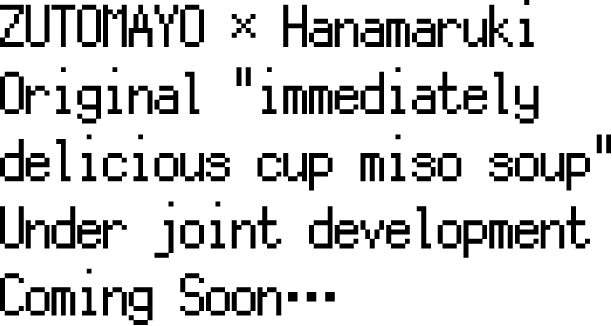 ZUTOMAYO × Hanamaruki
Original "immediately
delicious cup miso soup"
Under joint development
Coming Soon⋯